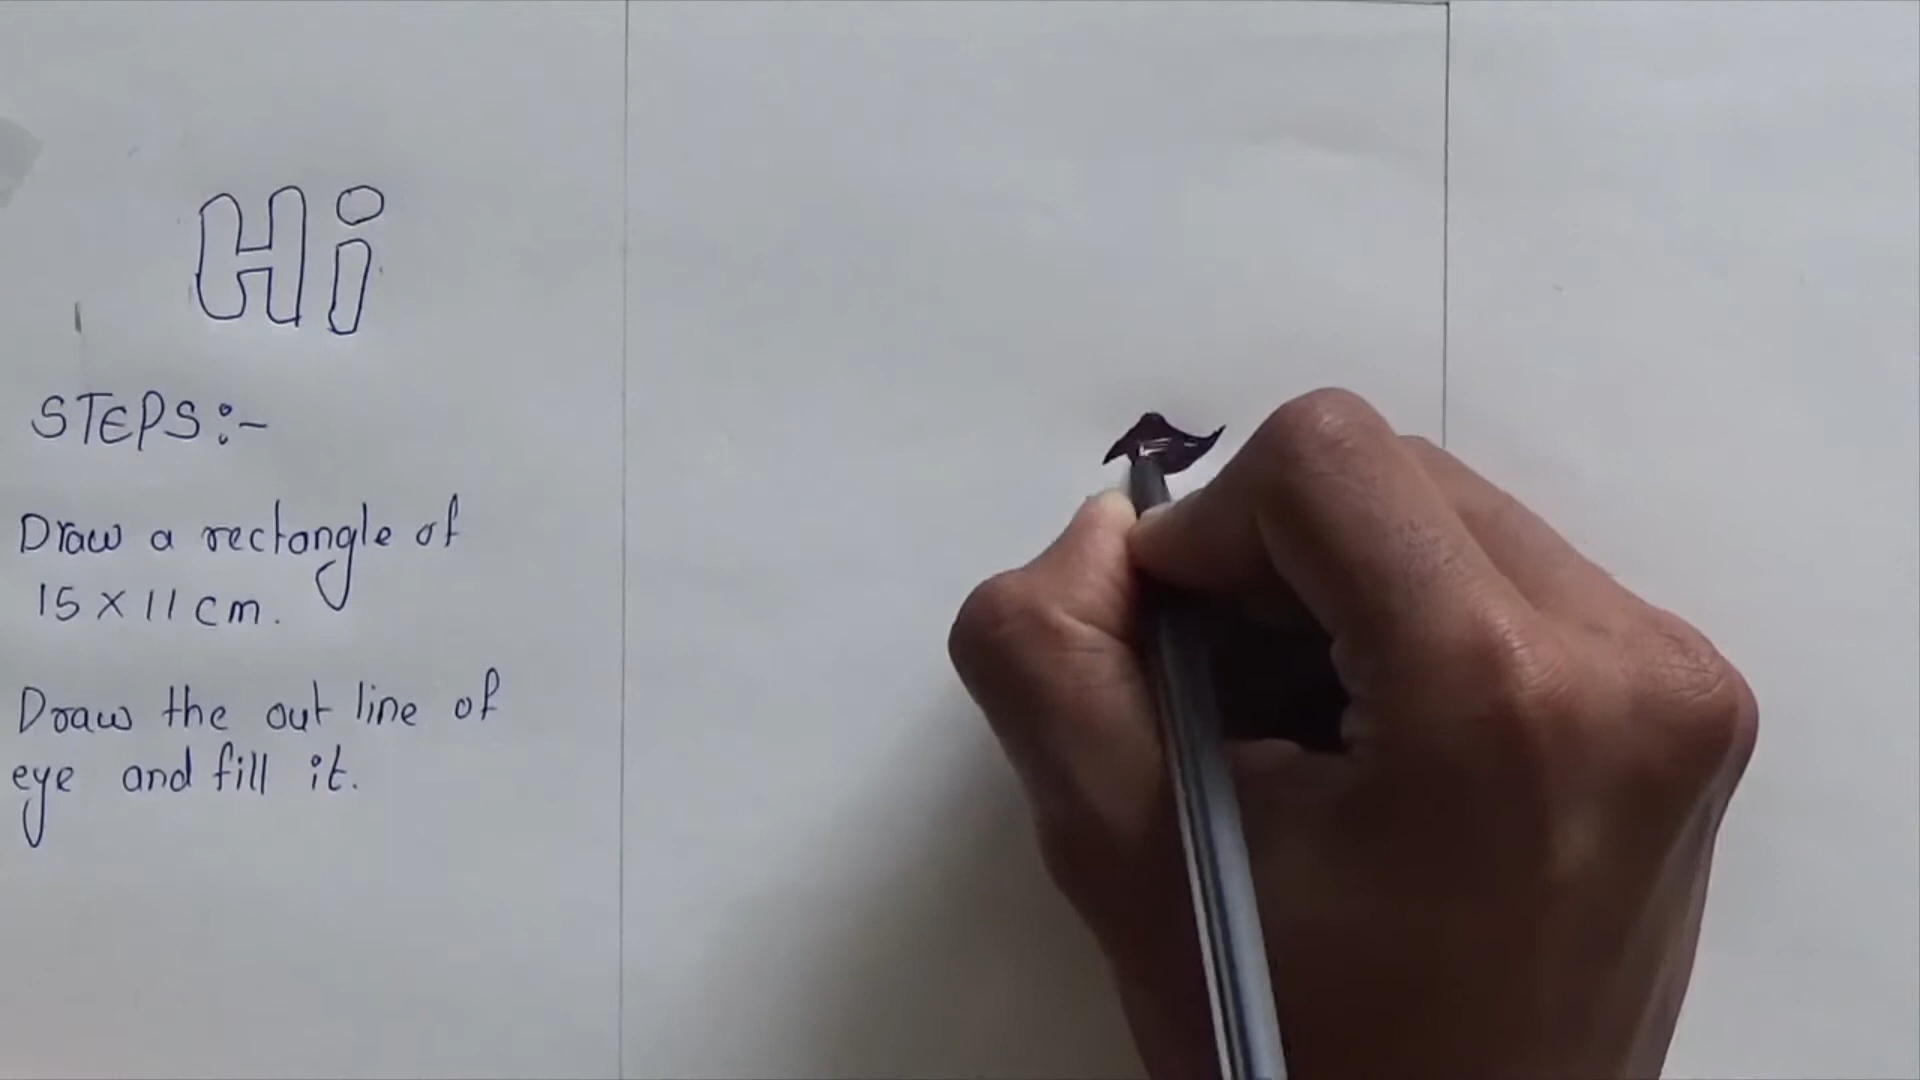 Hi
STEPS:-
Draw a rectangle of
15 x 11 cm.
Draw the out line of
eye and fill it.